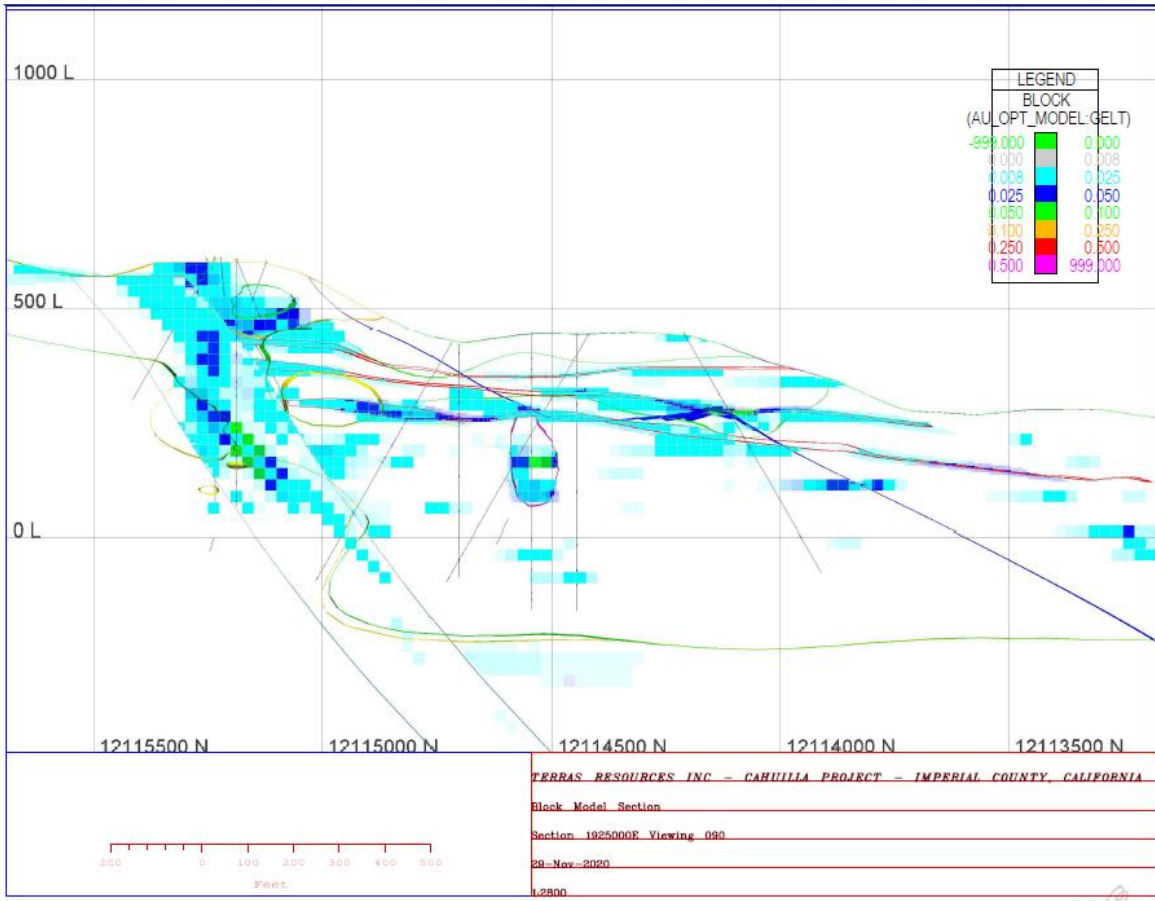 1000 L
LEGEND
BLOCK
(AU_OPT_MODEL:GELT)
-999.000 0.000
0.000 0.008
0.008 0.025
0.025 0.050
0.050 0.100
0.100 0.250
0.250 0.500
0.500 999.000
500 L
0 L
12115500 N 12115000 N 12114500 N 12114000 N 12113500 N
TERRAS RESOURCES INC - CAHUILLA PROJECT - IMPERIAL COUNTY, CALIFORNIA
Block Model Section
Section 1925000E Viewing 090
29-Nov-2020
1:2800
200 0 100 200 300 400 500
Feet